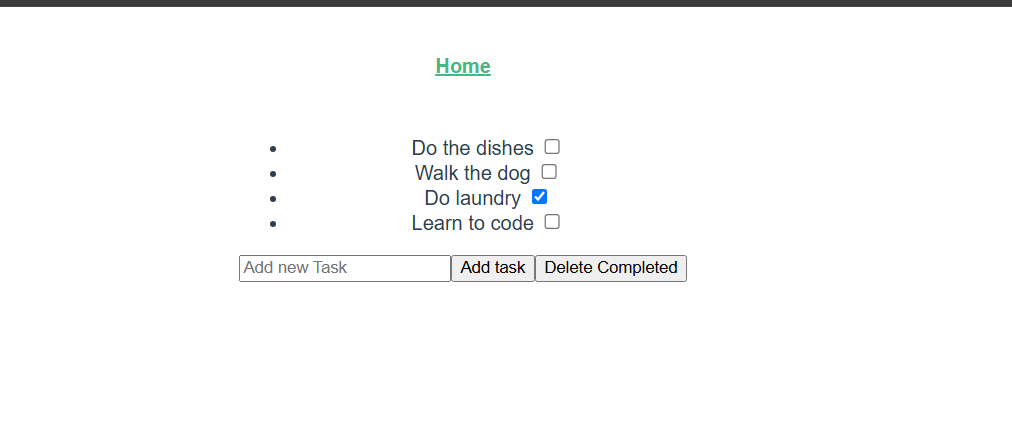 Home
Do the dishes
Walk the dog
Do laundry
Learn to code
Add new Task Add task Delete Completed